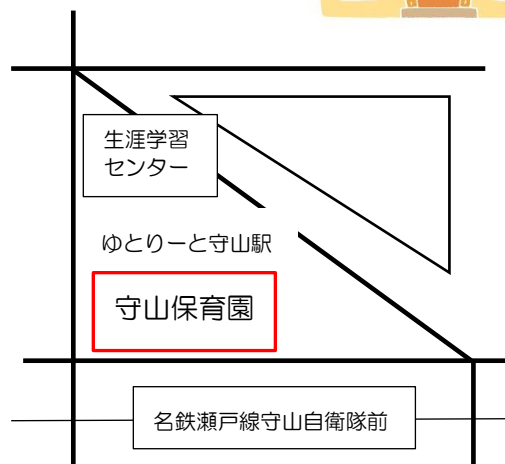 生涯学習
センター
ゆとりーと守山駅
守山保育園
名鉄瀬戸線守山自衛隊前